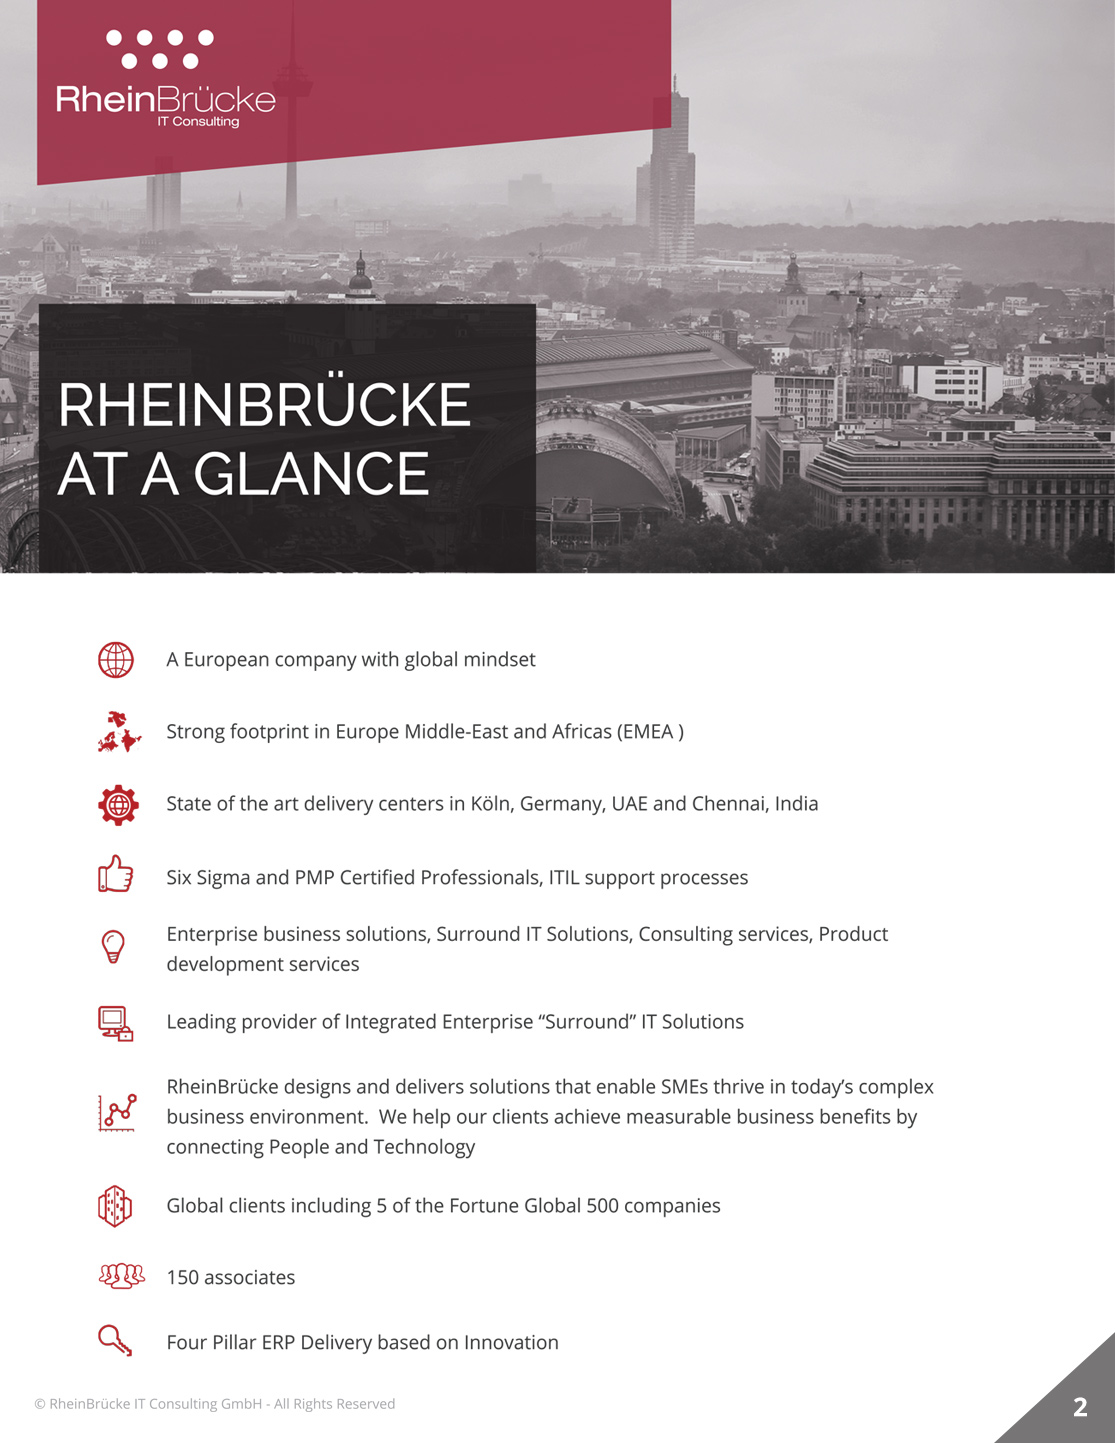 RheinBrücke
IT Consulting
RHEINBRÜCKE
AT A GLANCE
A European company with global mindset
Strong footprint in Europe Middle-East and Africas (EMEA )
State of the art delivery centers in Köln, Germany, UAE and Chennai, India
Six Sigma and PMP Certified Professionals, ITIL support processes
Enterprise business solutions, Surround IT Solutions, Consulting services, Product
development services
Leading provider of Integrated Enterprise “Surround” IT Solutions
RheinBrücke designs and delivers solutions that enable SMEs thrive in today’s complex
business environment.  We help our clients achieve measurable business benefits by
connecting People and Technology
Global clients including 5 of the Fortune Global 500 companies
150 associates
Four Pillar ERP Delivery based on Innovation
© RheinBrücke IT Consulting GmbH - All Rights Reserved
2